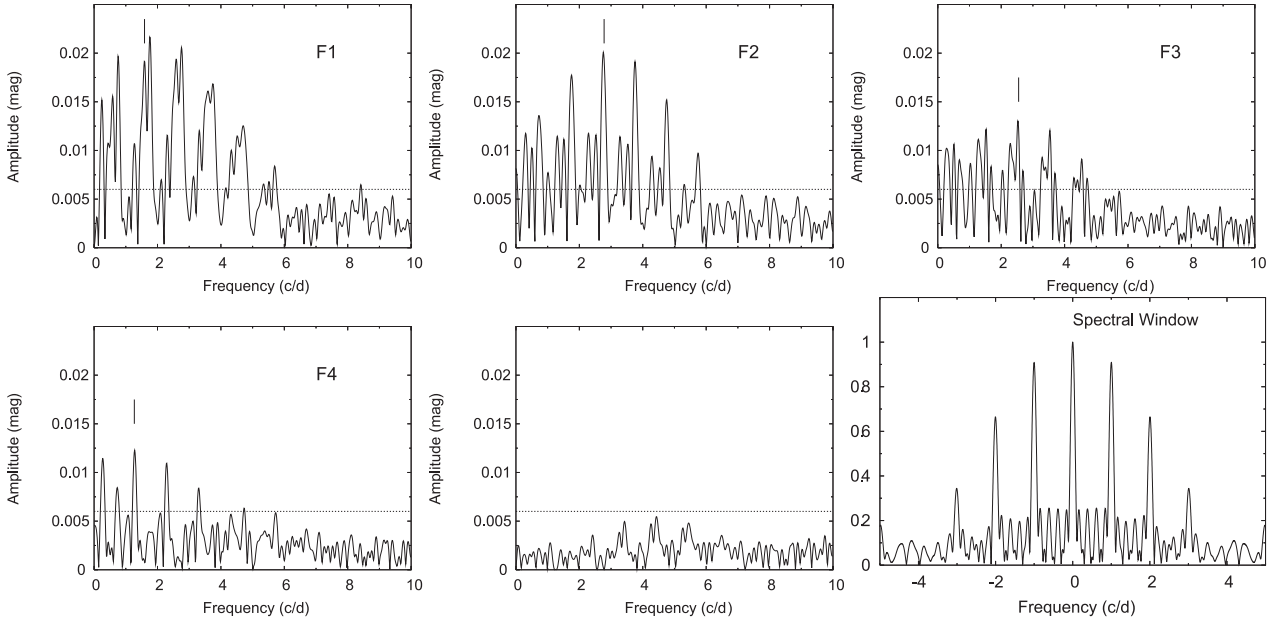 F1
Amplitude (mag)
0.02
0.015
0.01
0.005
0
0 2 4 6 8 10
Frequency (c/d)
F2
Amplitude (mag)
0.02
0.015
0.01
0.005
0
0 2 4 6 8 10
Frequency (c/d)
F3
Amplitude (mag)
0.02
0.015
0.01
0.005
0
0 2 4 6 8 10
Frequency (c/d)
F4
Amplitude (mag)
0.02
0.015
0.01
0.005
0
0 2 4 6 8 10
Frequency (c/d)
Amplitude (mag)
0.02
0.015
0.01
0.005
0
0 2 4 6 8 10
Frequency (c/d)
Spectral Window
1
0.8
0.6
0.4
0.2
0
-4 -2 0 2 4
Frequency (c/d)